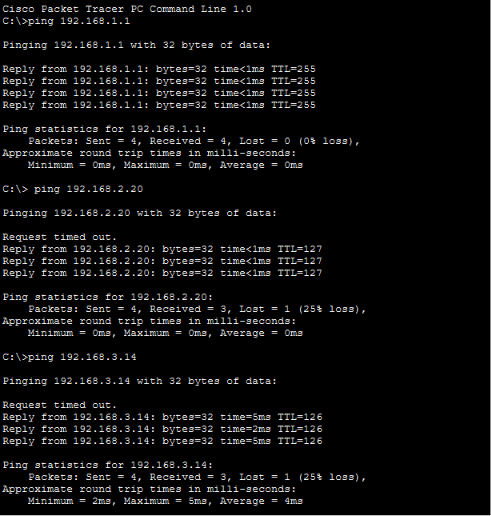 Cisco Packet Tracer PC Command Line 1.0
C:\>ping 192.168.1.1
Pinging 192.168.1.1 with 32 bytes of data:
Reply from 192.168.1.1: bytes=32 time<1ms TTL=255
Reply from 192.168.1.1: bytes=32 time<1ms TTL=255
Reply from 192.168.1.1: bytes=32 time<1ms TTL=255
Reply from 192.168.1.1: bytes=32 time<1ms TTL=255
Ping statistics for 192.168.1.1:
Packets: Sent = 4, Received = 4, Lost = 0 (0% loss),
Approximate round trip times in milli-seconds:
Minimum = 0ms, Maximum = 0ms, Average = 0ms
C:\> ping 192.168.2.20
Pinging 192.168.2.20 with 32 bytes of data:
Request timed out.
Reply from 192.168.2.20: bytes=32 time<1ms TTL=127
Reply from 192.168.2.20: bytes=32 time<1ms TTL=127
Reply from 192.168.2.20: bytes=32 time<1ms TTL=127
Ping statistics for 192.168.2.20:
Packets: Sent = 4, Received = 3, Lost = 1 (25% loss),
Approximate round trip times in milli-seconds:
Minimum = 0ms, Maximum = 0ms, Average = 0ms
C:\>ping 192.168.3.14
Pinging 192.168.3.14 with 32 bytes of data:
Request timed out.
Reply from 192.168.3.14: bytes=32 time=5ms TTL=126
Reply from 192.168.3.14: bytes=32 time=2ms TTL=126
Reply from 192.168.3.14: bytes=32 time=5ms TTL=126
Ping statistics for 192.168.3.14:
Packets: Sent = 4, Received = 3, Lost = 1 (25% loss),
Approximate round trip times in milli-seconds:
Minimum = 2ms, Maximum = 5ms, Average = 4ms